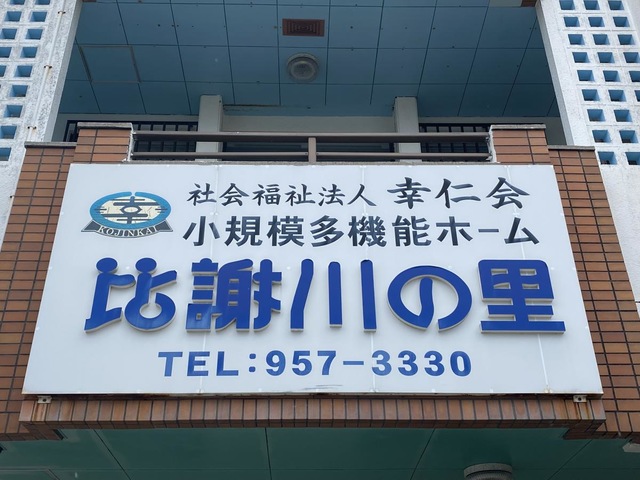 幸
KOJINKAI
社会福祉法人 幸仁会
小規模多機能ホーム
比謝川の里
TEL:957-3330